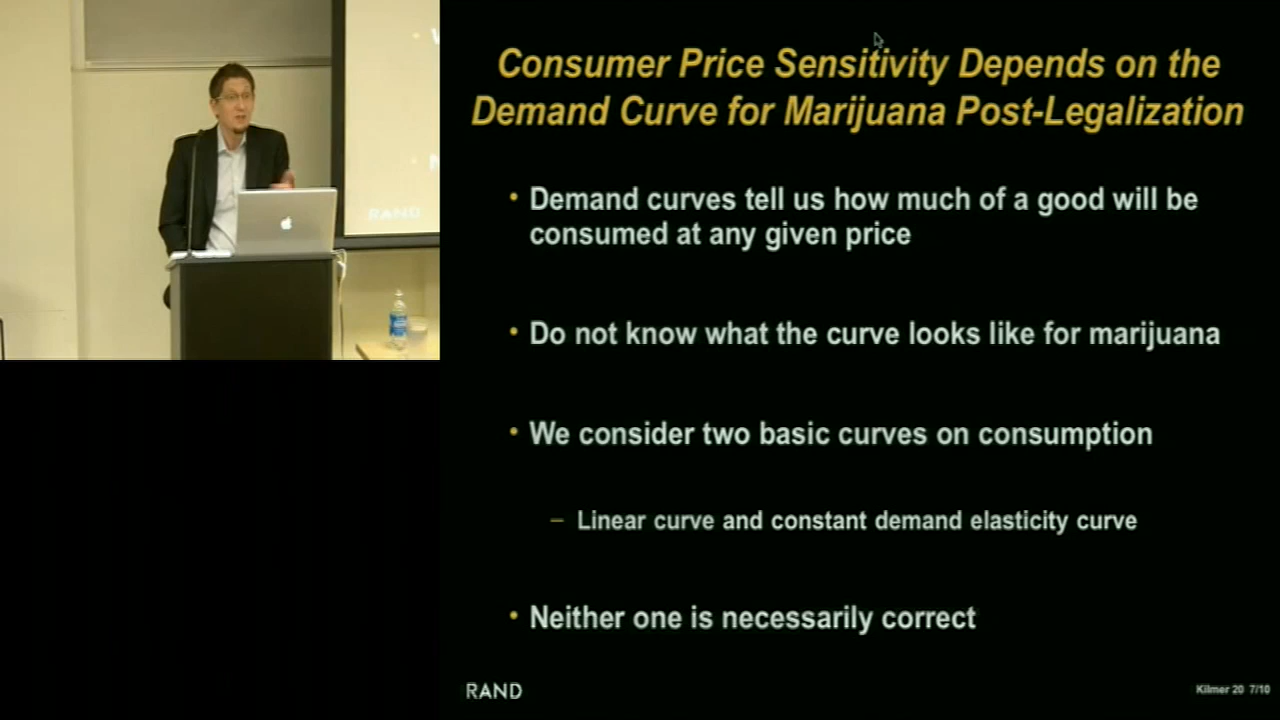 Consumer Price Sensitivity Depends on the
Demand Curve for Marijuana Post-Legalization
• Demand curves tell us how much of a good will be
consumed at any given price
• Do not know what the curve looks like for marijuana
• We consider two basic curves on consumption
– Linear curve and constant demand elasticity curve
• Neither one is necessarily correct
RAND
Kilmer 20 7/10
RAND